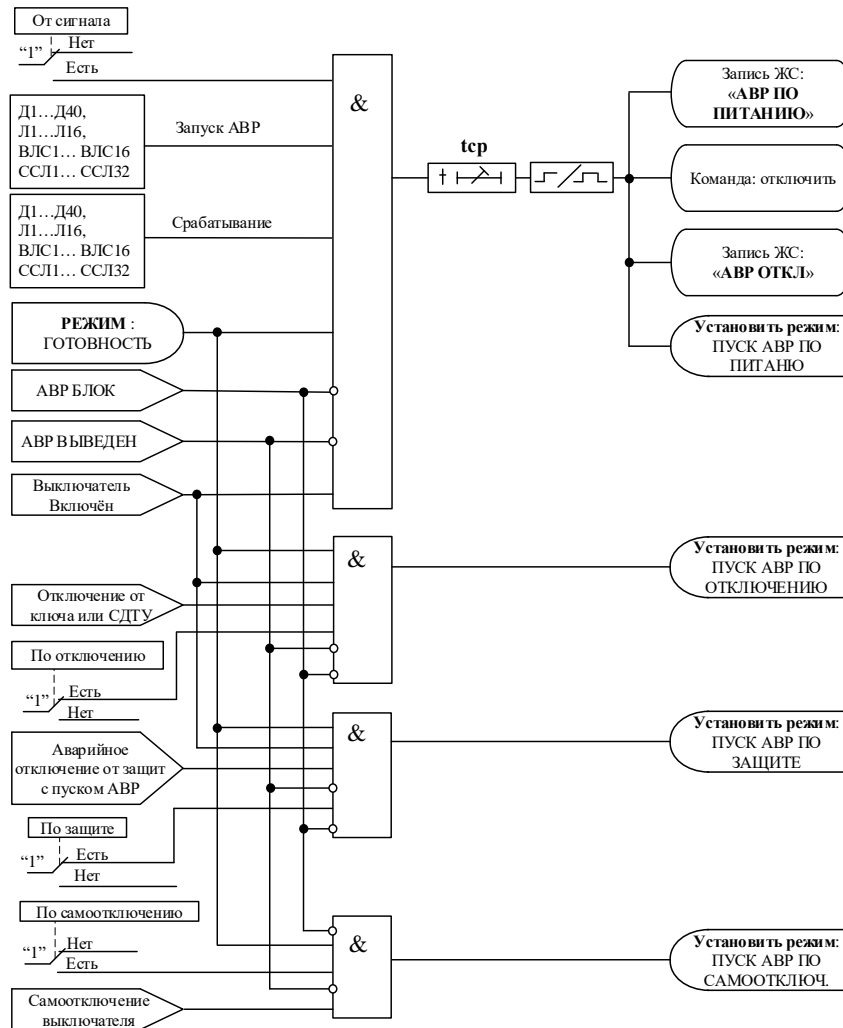 От сигнала
“1”
Нет
Есть
Д1…Д40,
Л1…Л16,
ВЛС1… ВЛС16
ССЛ1… ССЛ32
Запуск АВР
Д1…Д40,
Л1…Л16,
ВЛС1… ВЛС16
ССЛ1… ССЛ32
Срабатывание
РЕЖИМ :
ГОТОВНОСТЬ
АВР БЛОК
АВР ВЫВЕДЕН
Выключатель
Включён
&
tср
Запись ЖС:
«АВР ПО
ПИТАНИЮ»
Команда: отключить
Запись ЖС:
«АВР ОТКЛ»
Установить режим:
ПУСК АВР ПО
ПИТАНЮ
Отключение от
ключа или СДТУ
По отключению
“1”
Есть
Нет
&
Установить режим:
ПУСК АВР ПО
ОТКЛЮЧЕНИЮ
Аварийное
отключение от защит
с пуском АВР
По защите
“1”
Есть
Нет
&
Установить режим:
ПУСК АВР ПО
ЗАЩИТЕ
По самоотключению
“1”
Нет
Есть
Самоотключение
выключателя
&
Установить режим:
ПУСК АВР ПО
САМООТКЛЮЧ.